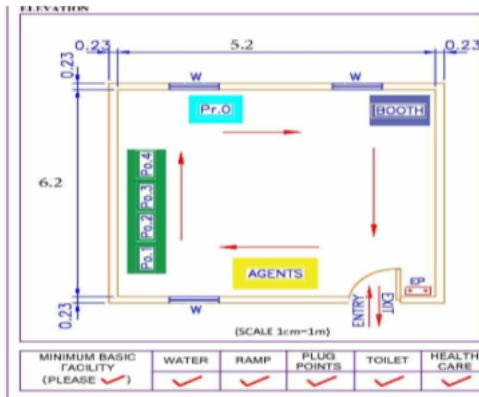 ELEVATION
0.23 5.2 0.23
0.23
W W
Pr.O BOOTH
Po.4
Po.3
6.2
Po.2
Po.1
AGENTS
EP
W
ENTRY EXIT
0.23
(SCALE 1cm=1m)
MINIMUM BASIC FACILITY (PLEASE ✓) WATER RAMP PLUG POINTS TOILET HEALTH CARE
✓ ✓ ✓ ✓ ✓